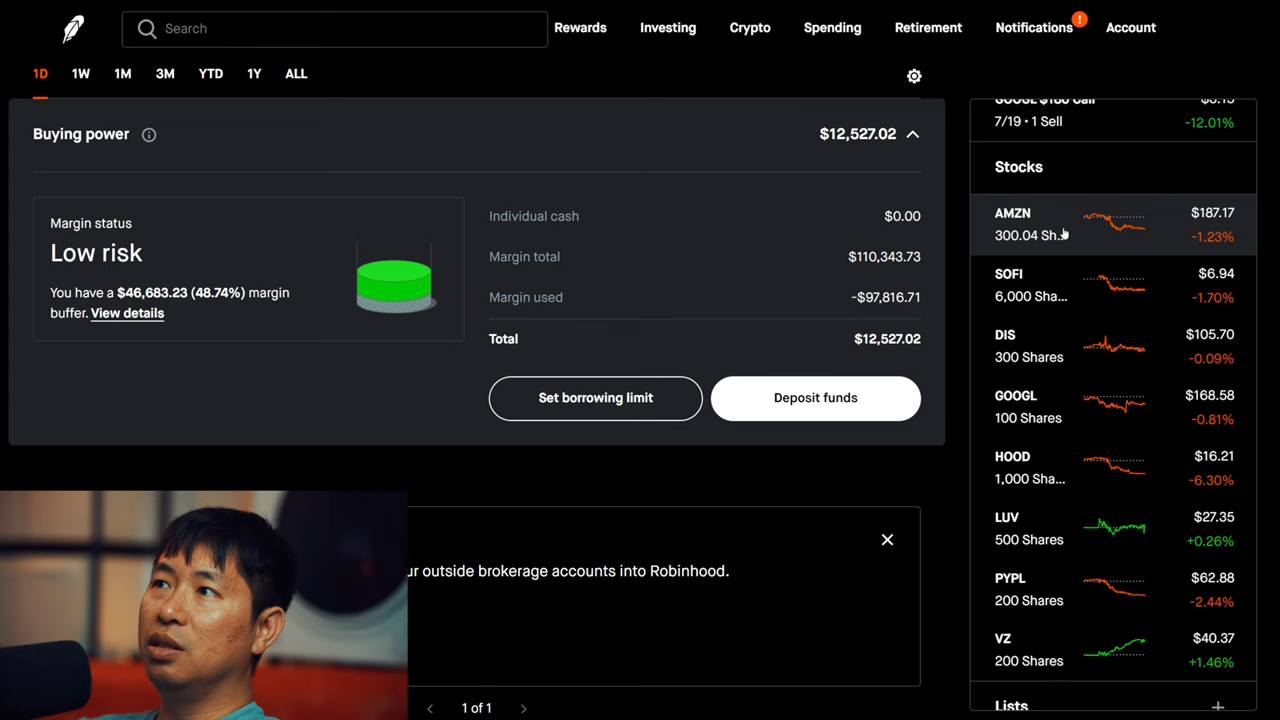 Search
Rewards
Investing
Crypto
Spending
Retirement
Notifications
!
Account
1D
1W
1M
3M
YTD
1Y
ALL
Buying power
$12,527.02
Margin status
Low risk
You have a $46,683.23 (48.74%) margin
buffer. View details
Individual cash
$0.00
Margin total
$110,343.73
Margin used
-$97,816.71
Total
$12,527.02
Set borrowing limit
Deposit funds
ur outside brokerage accounts into Robinhood.
1 of 1
GOOGL $180 Call
7/19 • 1 Sell
-12.01%
Stocks
AMZN
$187.17
300.04 Sh...
-1.23%
SOFI
$6.94
6,000 Sha...
-1.70%
DIS
$105.70
300 Shares
-0.09%
GOOGL
$168.58
100 Shares
-0.81%
HOOD
$16.21
1,000 Sha...
-6.30%
LUV
$27.35
500 Shares
+0.26%
PYPL
$62.88
200 Shares
-2.44%
VZ
$40.37
200 Shares
+1.46%
Lists